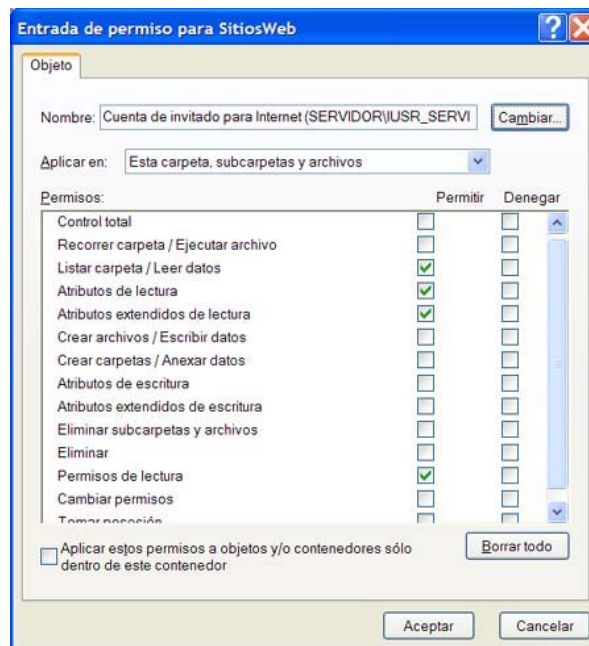 Entrada de permiso para SitiosWeb
Objeto
Nombre: Cuenta de invitado para Internet (SERVIDOR\IUSR_SERVI Cambiar...
Aplicar en: Esta carpeta, subcarpetas y archivos
Permisos: Permitir Denegar
Control total
Recorrer carpeta / Ejecutar archivo
Listar carpeta / Leer datos
Atributos de lectura
Atributos extendidos de lectura
Crear archivos / Escribir datos
Crear carpetas / Anexar datos
Atributos de escritura
Atributos extendidos de escritura
Eliminar subcarpetas y archivos
Eliminar
Permisos de lectura
Cambiar permisos
Tomar posesión
Aplicar estos permisos a objetos y/o contenedores sólo Borrar todo
dentro de este contenedor
Aceptar Cancelar